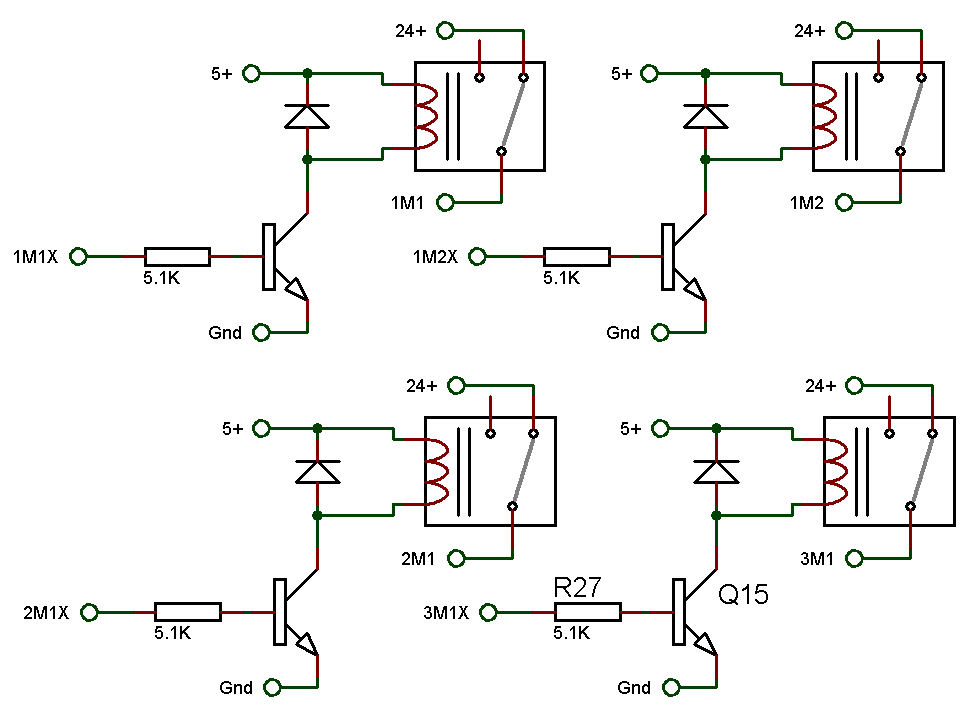 24+
24+
5+
5+
1M1
1M2
1M1X
1M2X
5.1K
5.1K
Gnd
Gnd
24+
24+
5+
5+
2M1
3M1
R27
Q15
2M1X
3M1X
5.1K
5.1K
Gnd
Gnd